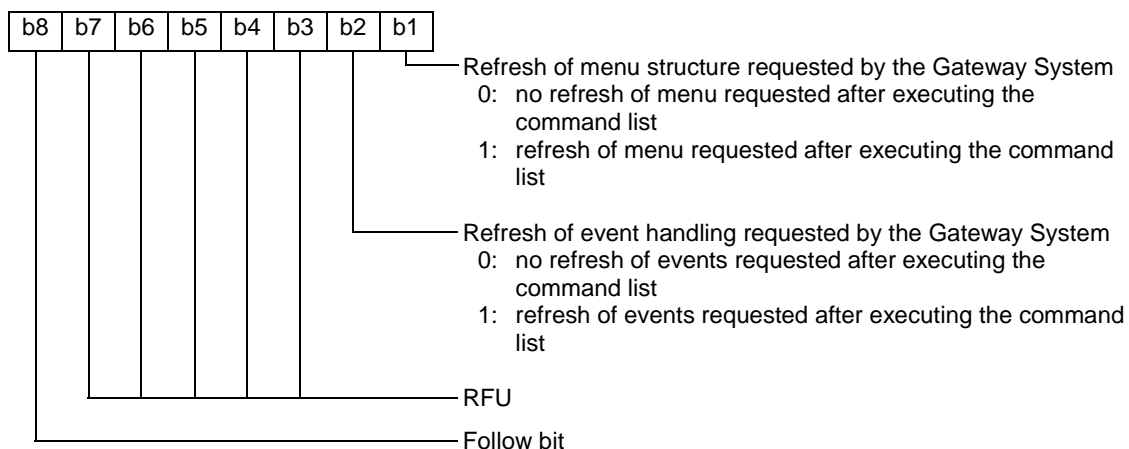 b8 b7 b6 b5 b4 b3 b2 b1
Refresh of menu structure requested by the Gateway System
0: no refresh of menu requested after executing the
command list
1: refresh of menu requested after executing the command
list
Refresh of event handling requested by the Gateway System
0: no refresh of events requested after executing the
command list
1: refresh of events requested after executing the command
list
RFU
Follow bit